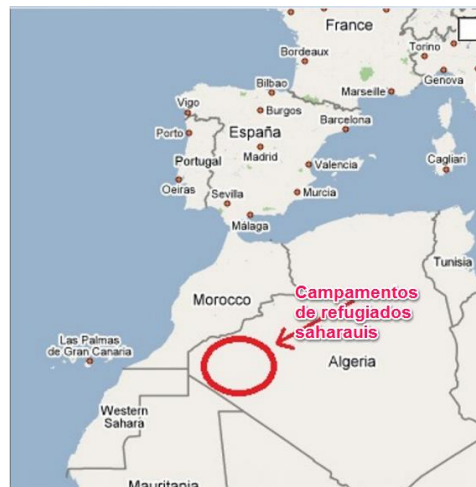 France
Torino
Bordeaux
Genova
Marseille
Bilbao
Vigo
Burgos
Porto
España
Barcelona
Madrid
Portugal
Cagliari
Valencia
Oeiras
Sevilla
Murcia
Málaga
Tunisia
Campamentos
de refugiados
saharauis
Morocco
Las Palmas
de Gran Canaria
Algeria
Western
Sahara
Mauritania